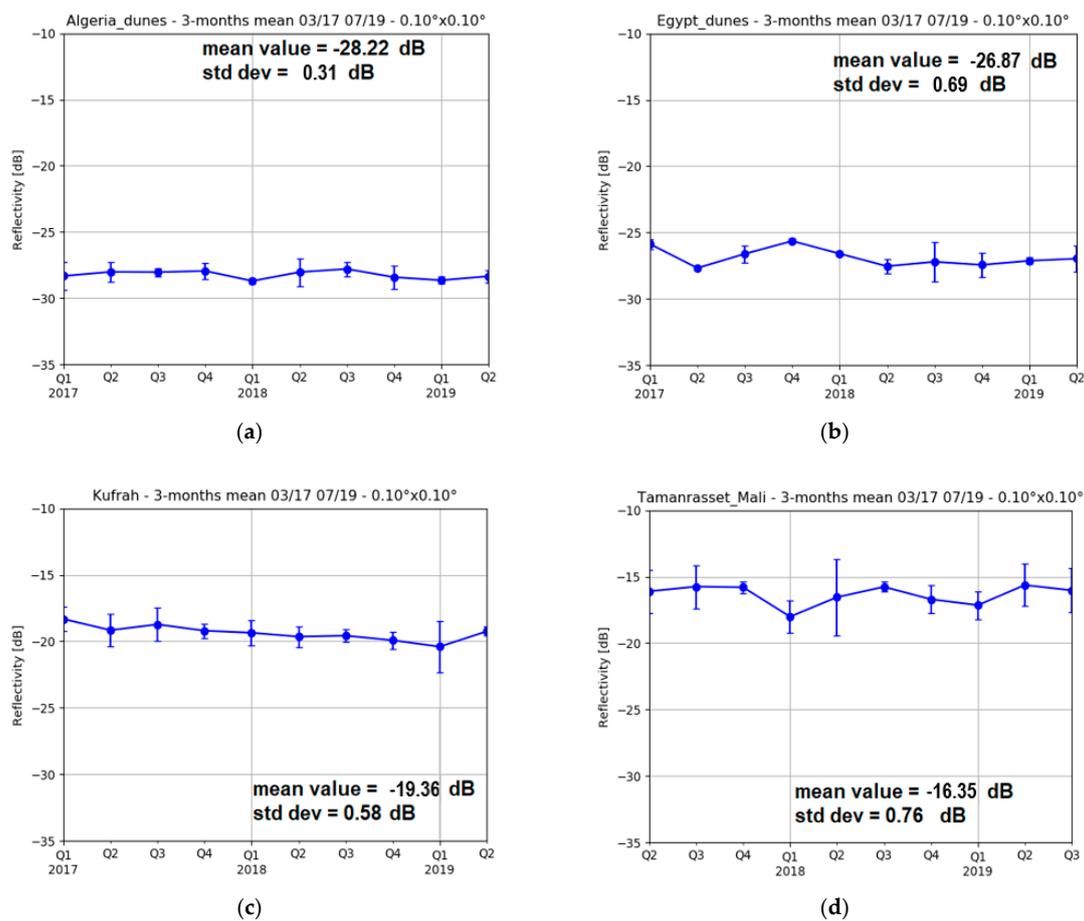 Algeria_dunes - 3-months mean 03/17 07/19 - 0.10°x0.10°
mean value = -28.22 dB
std dev = 0.31 dB
Reflectivity [dB]
−10
−15
−20
−25
−30
−35
Q1 Q2 Q3 Q4 Q1 Q2 Q3 Q4 Q1 Q2
2017 2018 2019
(a)
Egypt_dunes - 3-months mean 03/17 07/19 - 0.10°x0.10°
mean value = -26.87 dB
std dev = 0.69 dB
Reflectivity [dB]
−10
−15
−20
−25
−30
−35
Q1 Q2 Q3 Q4 Q1 Q2 Q3 Q4 Q1 Q2
2017 2018 2019
(b)
Kufrah - 3-months mean 03/17 07/19 - 0.10°x0.10°
Reflectivity [dB]
−10
−15
−20
−25
−30
−35
mean value = -19.36 dB
std dev = 0.58 dB
Q1 Q2 Q3 Q4 Q1 Q2 Q3 Q4 Q1 Q2
2017 2018 2019
(c)
Tamanrasset_Mali - 3-months mean 03/17 07/19 - 0.10°x0.10°
Reflectivity [dB]
−10
−15
−20
−25
−30
−35
mean value = -16.35 dB
std dev = 0.76 dB
Q2 Q3 Q4 Q1 Q2 Q3 Q4 Q1 Q2 Q3
2018 2019
(d)